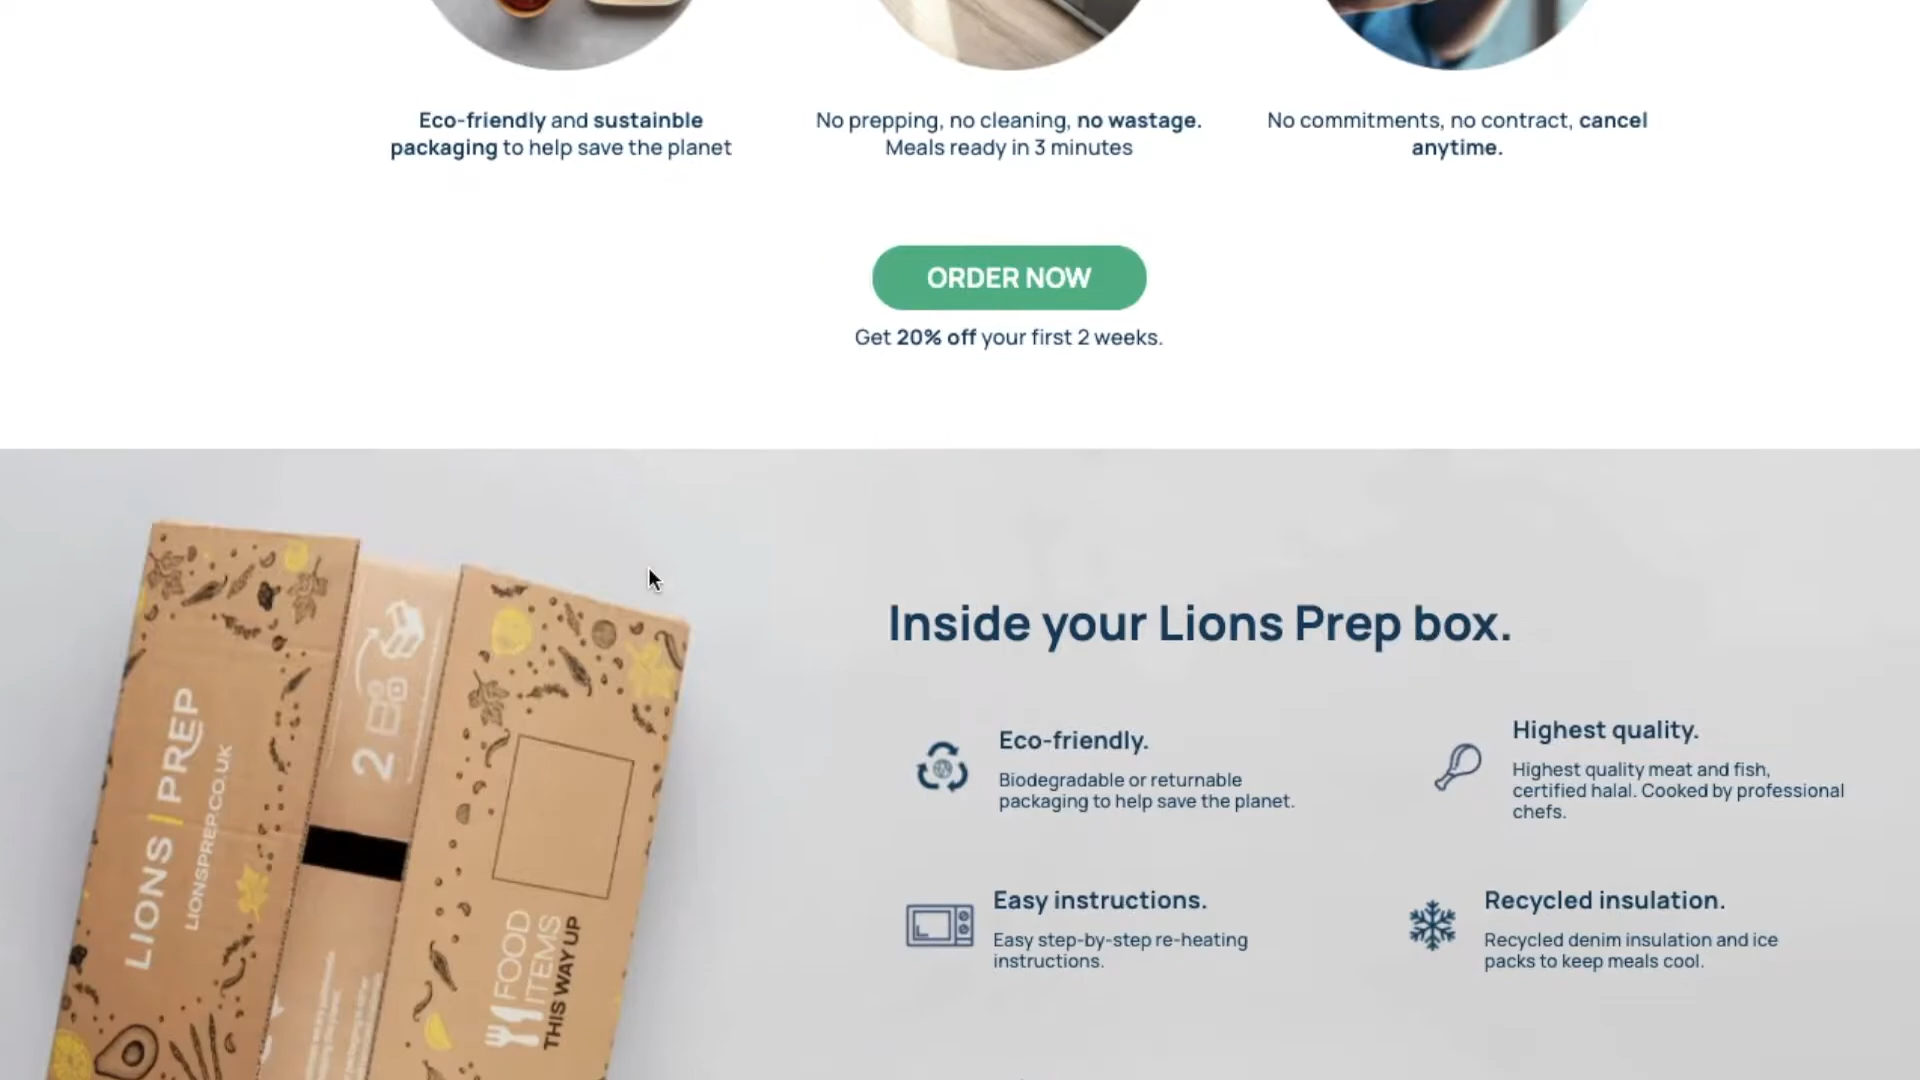 Eco-friendly and sustainble
packaging to help save the planet
No prepping, no cleaning, no wastage.
Meals ready in 3 minutes
No commitments, no contract, cancel
anytime.
ORDER NOW
Get 20% off your first 2 weeks.
Inside your Lions Prep box.
Eco-friendly.
Biodegradable or returnable
packaging to help save the planet.
Highest quality.
Highest quality meat and fish,
certified halal. Cooked by professional
chefs.
Easy instructions.
Easy step-by-step re-heating
instructions.
Recycled insulation.
Recycled denim insulation and ice
packs to keep meals cool.
LIONS | PREP
LIONSPREP.CO.UK
2
FOOD
ITEMS
THIS WAY UP